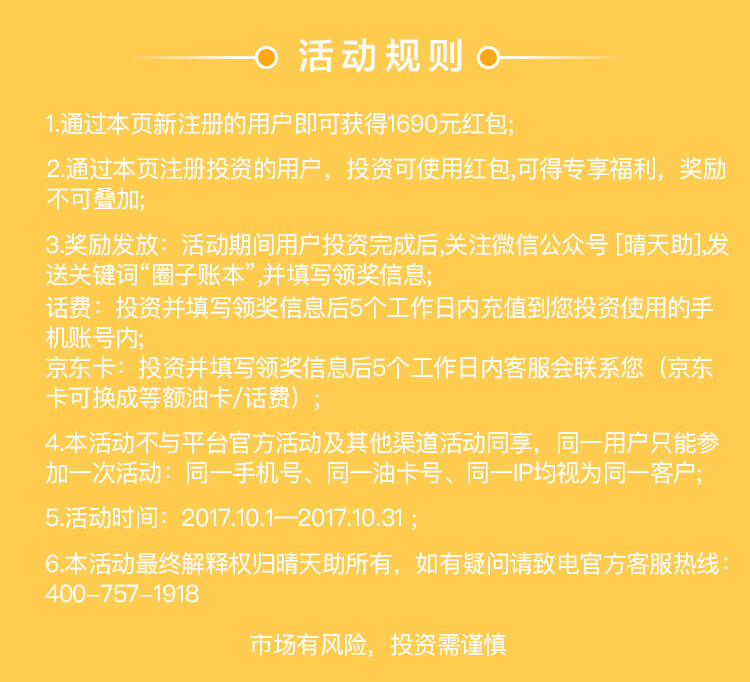 活动规则
1.通过本页新注册的用户即可获得1690元红包;
2.通过本页注册投资的用户，投资可使用红包,可得专享福利，奖励
不可叠加;
3.奖励发放：活动期间用户投资完成后,关注微信公众号 [晴天助],发
送关键词“圈子账本”,并填写领奖信息;
话费：投资并填写领奖信息后5个工作日内充值到您投资使用的手
机账号内;
京东卡：投资并填写领奖信息后5个工作日内客服会联系您（京东
卡可换成等额油卡/话费）;
4.本活动不与平台官方活动及其他渠道活动同享，同一用户只能参
加一次活动：同一手机号、同一油卡号、同一IP均视为同一客户;
5.活动时间：2017.10.1—2017.10.31 ;
6.本活动最终解释权归晴天助所有，如有疑问请致电官方客服热线：
400-757-1918
市场有风险，投资需谨慎